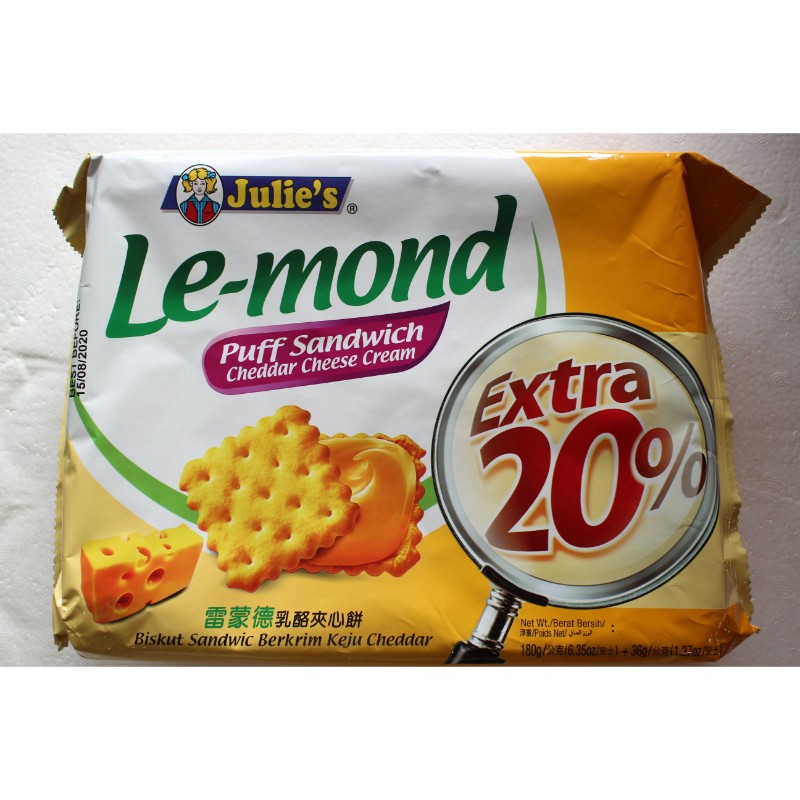 Julie's ®
Le-mond
Puff Sandwich
Cheddar Cheese Cream
BEST BEFORE:
15/08/2020
Extra
20%
雷蒙德乳酪夾心餅
Biskut Sandwic Berkrim Keju Cheddar
Net Wt./Berat Bersih/
淨重/Poids Net/ الوزن الصافي :
180g/公克(6.35oz/安士) + 36g/公克(1.27oz/安士)